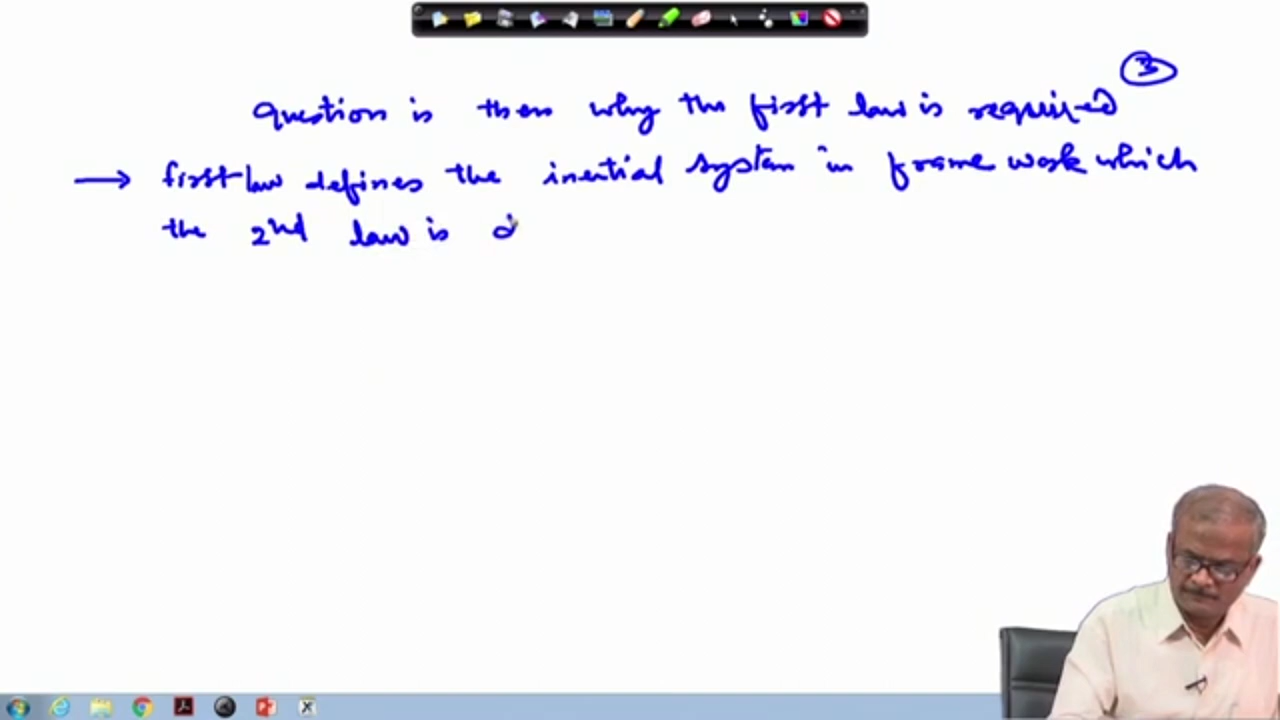 3
Question is then why the first law is required
→ first law defines the inertial system in frame work which
the 2nd law is d